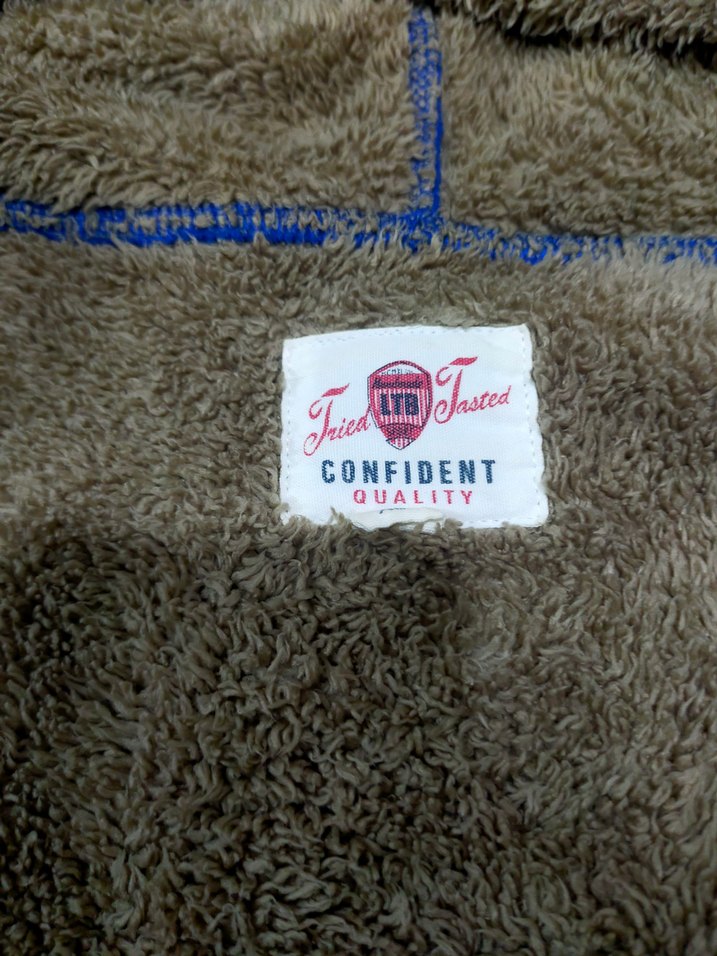 Tried LTB Tasted
CONFIDENT
QUALITY